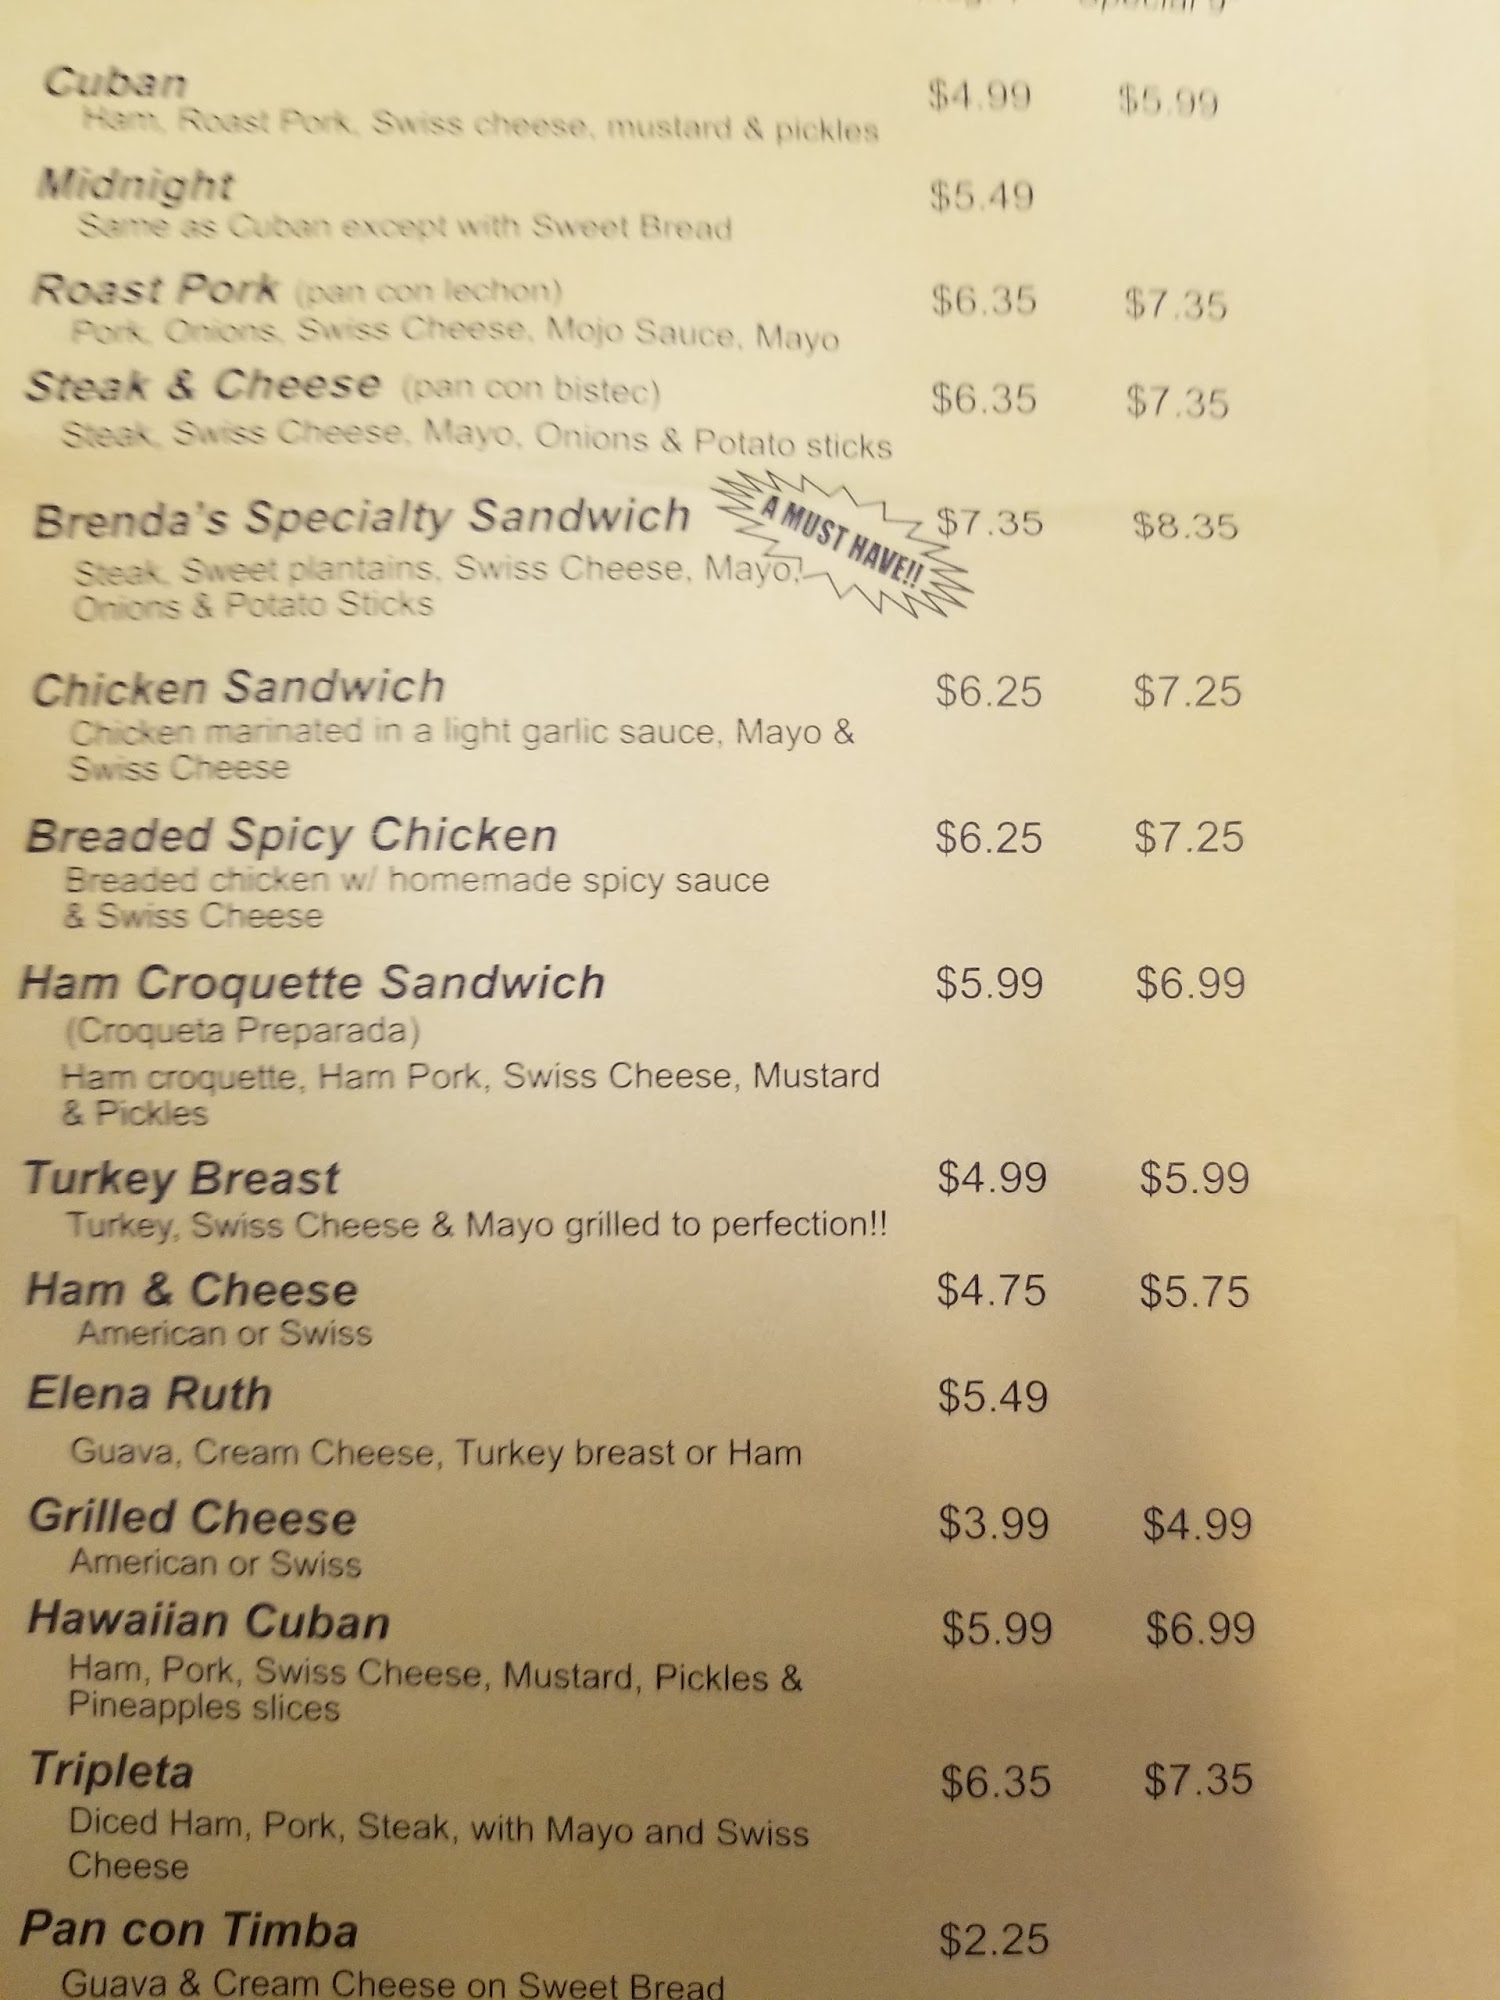 Cuban $4.99 $5.99
Ham, Roast Pork, Swiss cheese, mustard & pickles
Midnight $5.49
Same as Cuban except with Sweet Bread
Roast Pork (pan con lechon) $6.35 $7.35
Pork, Onions, Swiss Cheese, Mojo Sauce, Mayo
Steak & Cheese (pan con bistec) $6.35 $7.35
Steak, Swiss Cheese, Mayo, Onions & Potato sticks
Brenda's Specialty Sandwich A MUST HAVE!! $7.35 $8.35
Steak, Sweet plantains, Swiss Cheese, Mayo,
Onions & Potato Sticks
Chicken Sandwich $6.25 $7.25
Chicken marinated in a light garlic sauce, Mayo &
Swiss Cheese
Breaded Spicy Chicken $6.25 $7.25
Breaded chicken w/ homemade spicy sauce
& Swiss Cheese
Ham Croquette Sandwich $5.99 $6.99
(Croqueta Preparada)
Ham croquette, Ham Pork, Swiss Cheese, Mustard
& Pickles
Turkey Breast $4.99 $5.99
Turkey, Swiss Cheese & Mayo grilled to perfection!!
Ham & Cheese $4.75 $5.75
American or Swiss
Elena Ruth $5.49
Guava, Cream Cheese, Turkey breast or Ham
Grilled Cheese $3.99 $4.99
American or Swiss
Hawaiian Cuban $5.99 $6.99
Ham, Pork, Swiss Cheese, Mustard, Pickles &
Pineapples slices
Tripleta $6.35 $7.35
Diced Ham, Pork, Steak, with Mayo and Swiss
Cheese
Pan con Timba $2.25
Guava & Cream Cheese on Sweet Bread